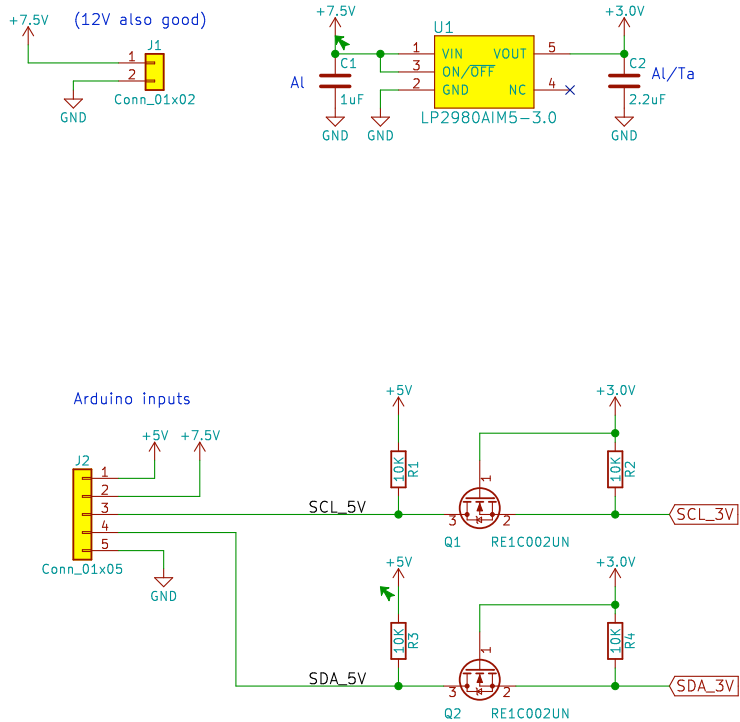 +7.5V
(12V also good)
J1
1
2
Conn_01x02
GND
+7.5V
C1
Al
1uF
GND
GND
U1
1
VIN
VOUT
5
3
ON/OFF
2
GND
NC
4
LP2980AIM5-3.0
+3.0V
C2
Al/Ta
2.2uF
GND
Arduino inputs
+5V
+7.5V
J2
1
2
3
4
5
Conn_01x05
GND
SCL_5V
+5V
10K
R1
+3.0V
10K
R2
1
3
2
Q1
RE1C002UN
SCL_3V
SDA_5V
+5V
10K
R3
+3.0V
10K
R4
1
3
2
Q2
RE1C002UN
SDA_3V